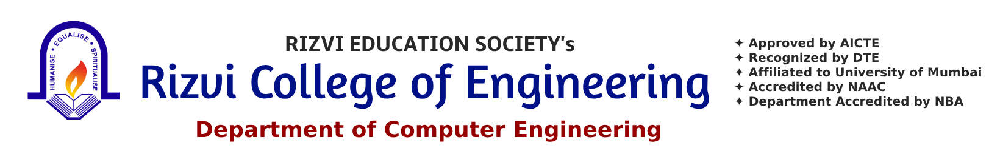 HUMANISE • EQUALISE • SPIRITUALISE
RIZVI EDUCATION SOCIETY's
Rizvi College of Engineering
Department of Computer Engineering
✦ Approved by AICTE
✦ Recognized by DTE
✦ Affiliated to University of Mumbai
✦ Accredited by NAAC
✦ Department Accredited by NBA